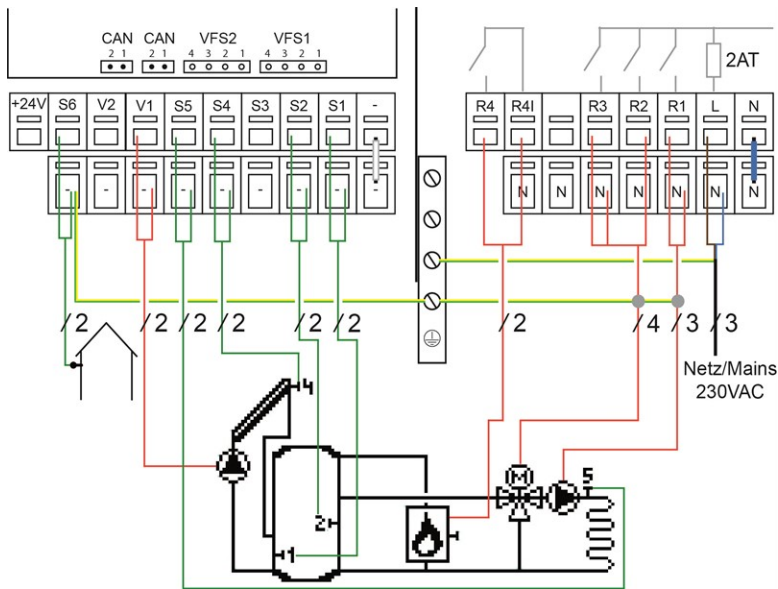 CAN CAN VFS2 VFS1
2 1 2 1 4 3 2 1 4 3 2 1
2AT
+24V S6 V2 V1 S5 S4 S3 S2 S1 -
R4 R4I R3 R2 R1 L N
- - - - - - - - -
N N N N N N
/2 /2 /2 /2 /2 /2 /2 /4 /3 /3
Netz/Mains
230VAC
4
M
5
2
1